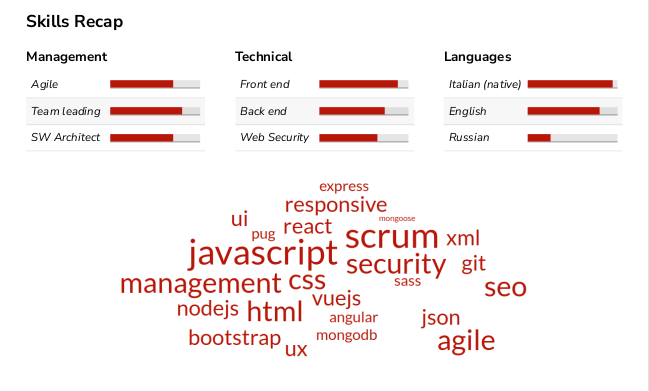 Skills Recap
Management
Agile
Team leading
SW Architect
Technical
Front end
Back end
Web Security
Languages
Italian (native)
English
Russian
express
responsive
mongoose
ui
pug
react
scrum
xml
javascript
security
git
management
css
sass
seo
nodejs
html
vuejs
angular
json
bootstrap
ux
mongodb
agile